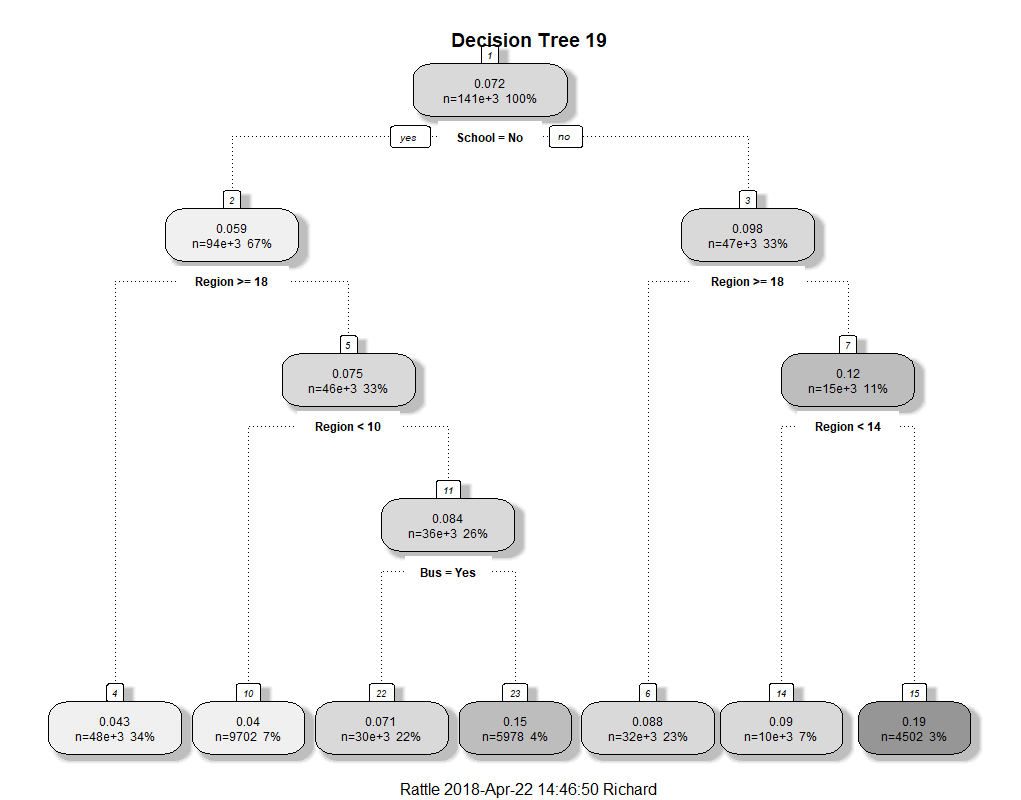 Decision Tree 19
1
0.072
n=141e+3 100%
yes School = No no
2
3
0.059
n=94e+3 67%
0.098
n=47e+3 33%
Region >= 18
Region >= 18
5
7
0.075
n=46e+3 33%
0.12
n=15e+3 11%
Region < 10
Region < 14
11
0.084
n=36e+3 26%
Bus = Yes
4
10
22
23
6
14
15
0.043
n=48e+3 34%
0.04
n=9702 7%
0.071
n=30e+3 22%
0.15
n=5978 4%
0.088
n=32e+3 23%
0.09
n=10e+3 7%
0.19
n=4502 3%
Rattle 2018-Apr-22 14:46:50 Richard